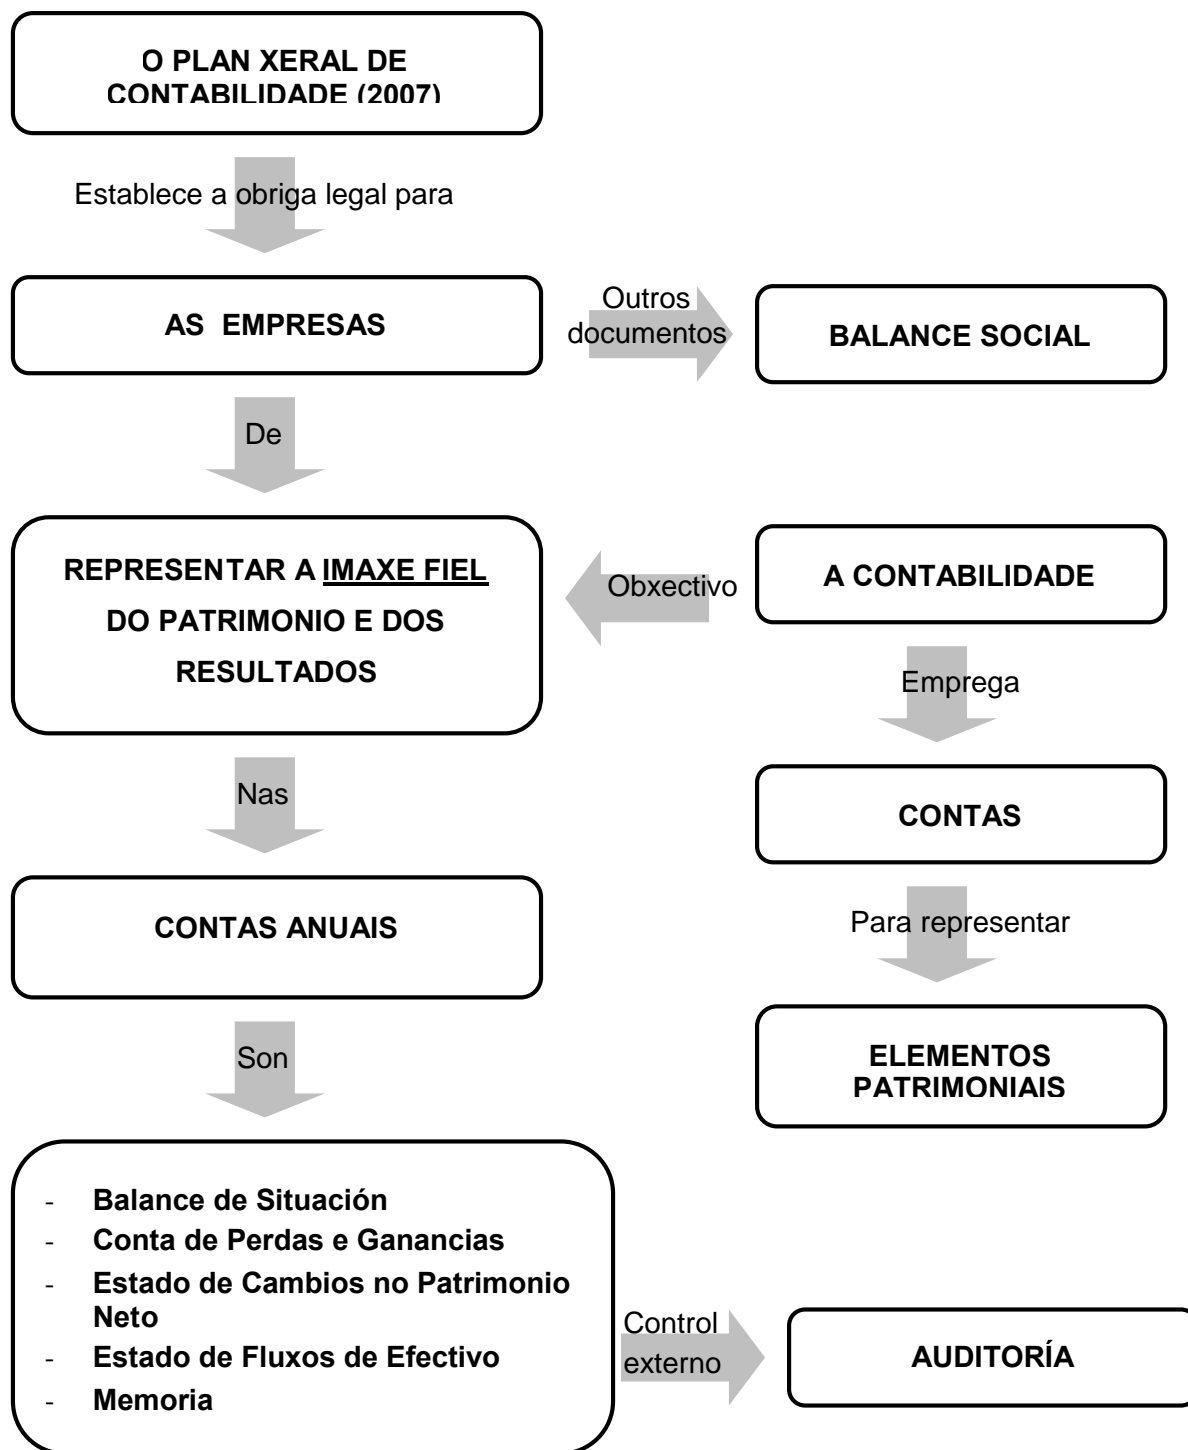 O PLAN XERAL DE
CONTABILIDADE (2007)
Establece a obriga legal para
AS EMPRESAS
Outros
documentos
BALANCE SOCIAL
De
REPRESENTAR A IMAXE FIEL
DO PATRIMONIO E DOS
RESULTADOS
Obxectivo
A CONTABILIDADE
Emprega
Nas
CONTAS
CONTAS ANUAIS
Para representar
Son
ELEMENTOS
PATRIMONIAIS
- Balance de Situación
- Conta de Perdas e Ganancias
- Estado de Cambios no Patrimonio
Neto
- Estado de Fluxos de Efectivo
- Memoria
Control
externo
AUDITORÍA